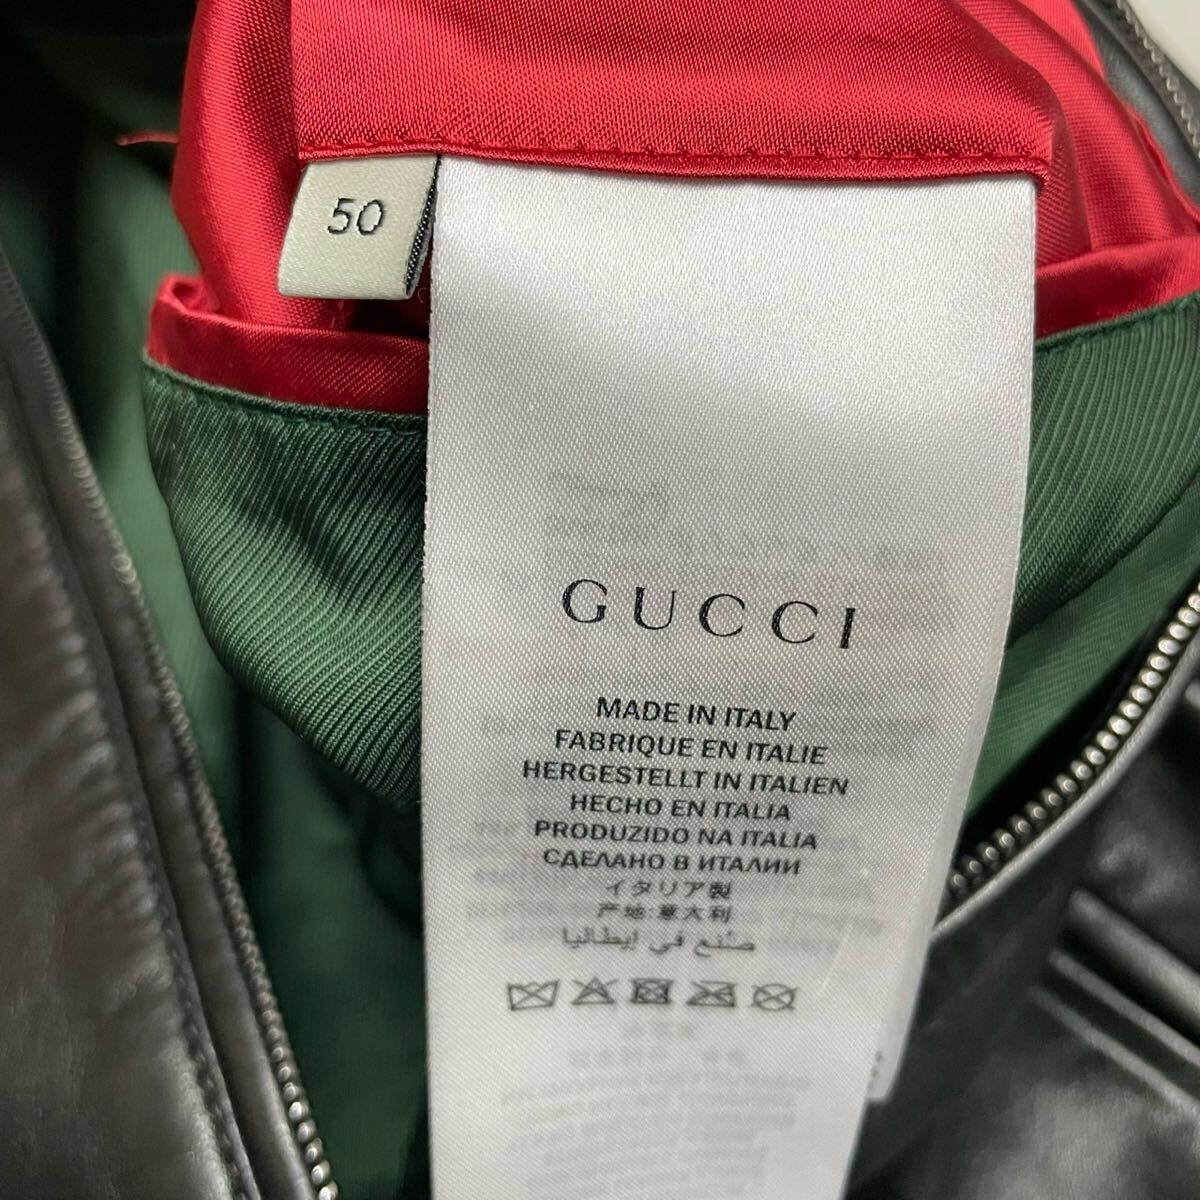 50
GUCCI
MADE IN ITALY
FABRIQUE EN ITALIE
HERGESTELLT IN ITALIEN
HECHO EN ITALIA
PRODUZIDO NA ITALIA
СДЕЛАНО В ИТАЛИИ
イタリア製
产地:意大利
صنع في إيطاليا